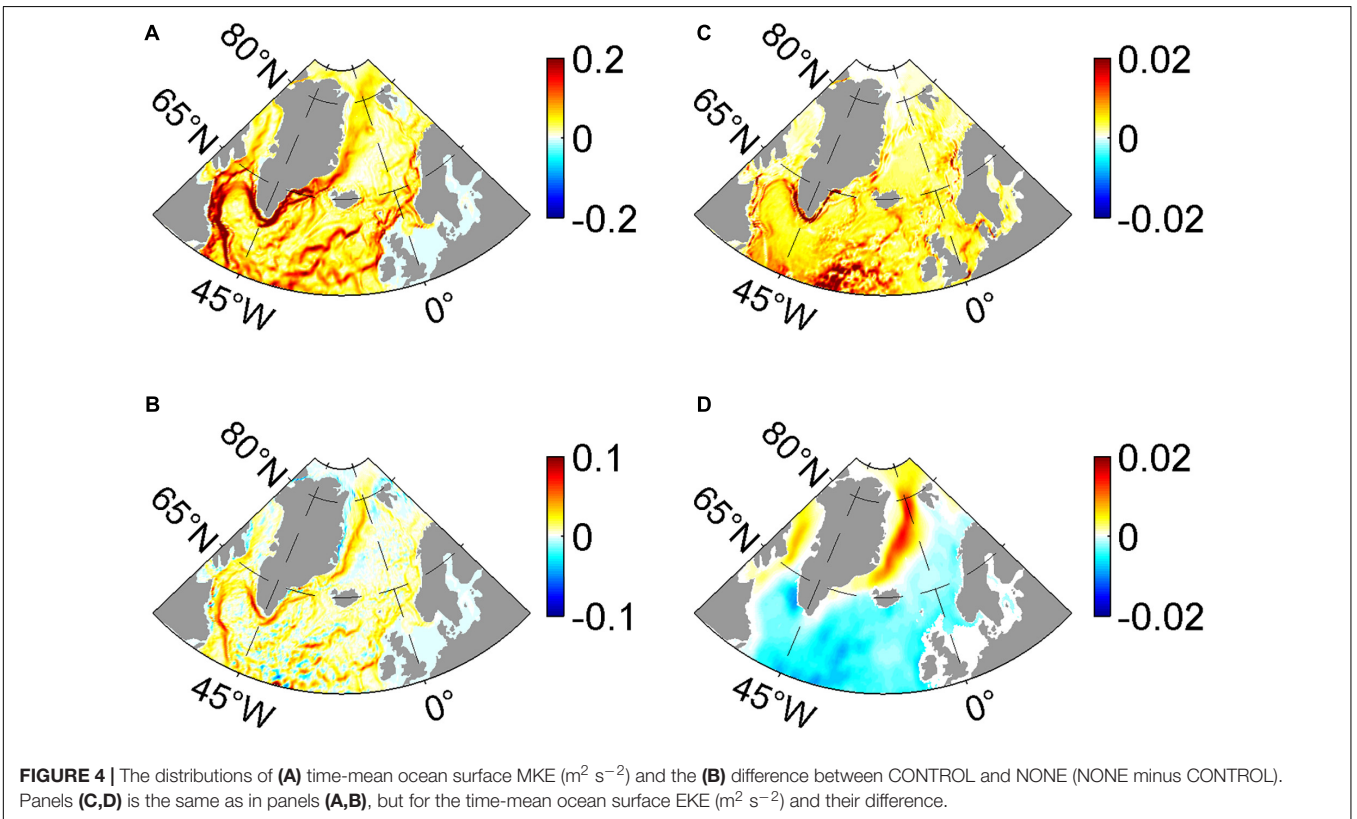 A
80°N
65°N
45°W
0°
0.2
0
-0.2
C
80°N
65°N
45°W
0°
0.02
0
-0.02
B
80°N
65°N
45°W
0°
0.1
0
-0.1
D
80°N
65°N
45°W
0°
0.02
0
-0.02
FIGURE 4 | The distributions of (A) time-mean ocean surface MKE (m² s⁻²) and the (B) difference between CONTROL and NONE (NONE minus CONTROL).
Panels (C,D) is the same as in panels (A,B), but for the time-mean ocean surface EKE (m² s⁻²) and their difference.